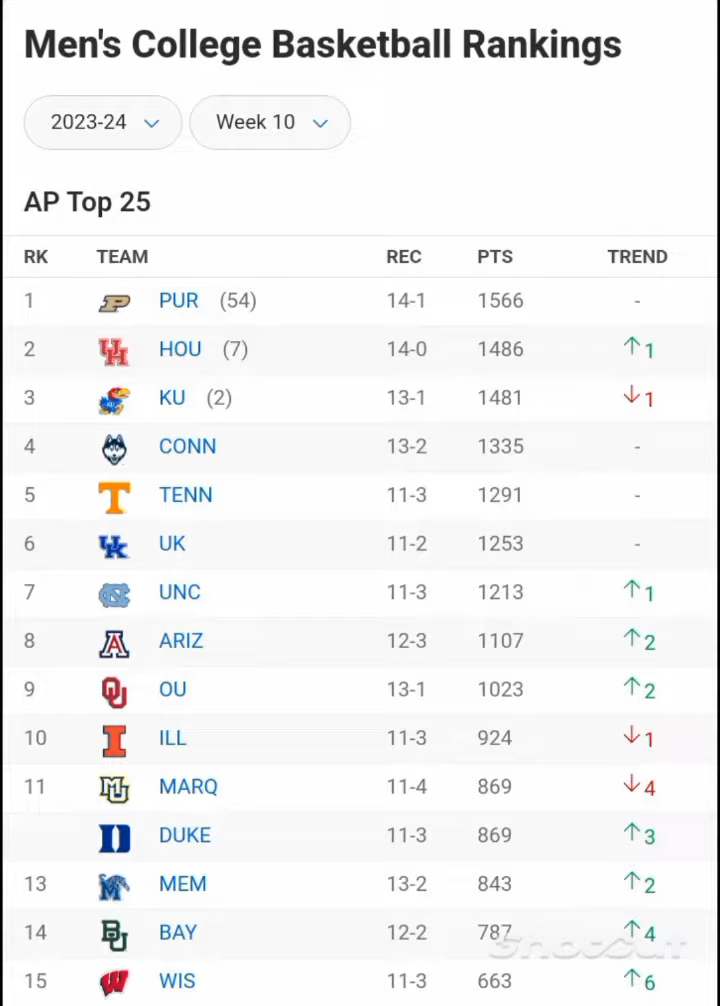 Men's College Basketball Rankings
2023-24 Week 10
AP Top 25
RK TEAM REC PTS TREND
1 PUR (54) 14-1 1566 -
2 HOU (7) 14-0 1486 ↑1
3 KU (2) 13-1 1481 ↓1
4 CONN 13-2 1335 -
5 TENN 11-3 1291 -
6 UK 11-2 1253 -
7 UNC 11-3 1213 ↑1
8 ARIZ 12-3 1107 ↑2
9 OU 13-1 1023 ↑2
10 ILL 11-3 924 ↓1
11 MARQ 11-4 869 ↓4
DUKE 11-3 869 ↑3
13 MEM 13-2 843 ↑2
14 BAY 12-2 787 ↑4
ShotCut
15 WIS 11-3 663 ↑6